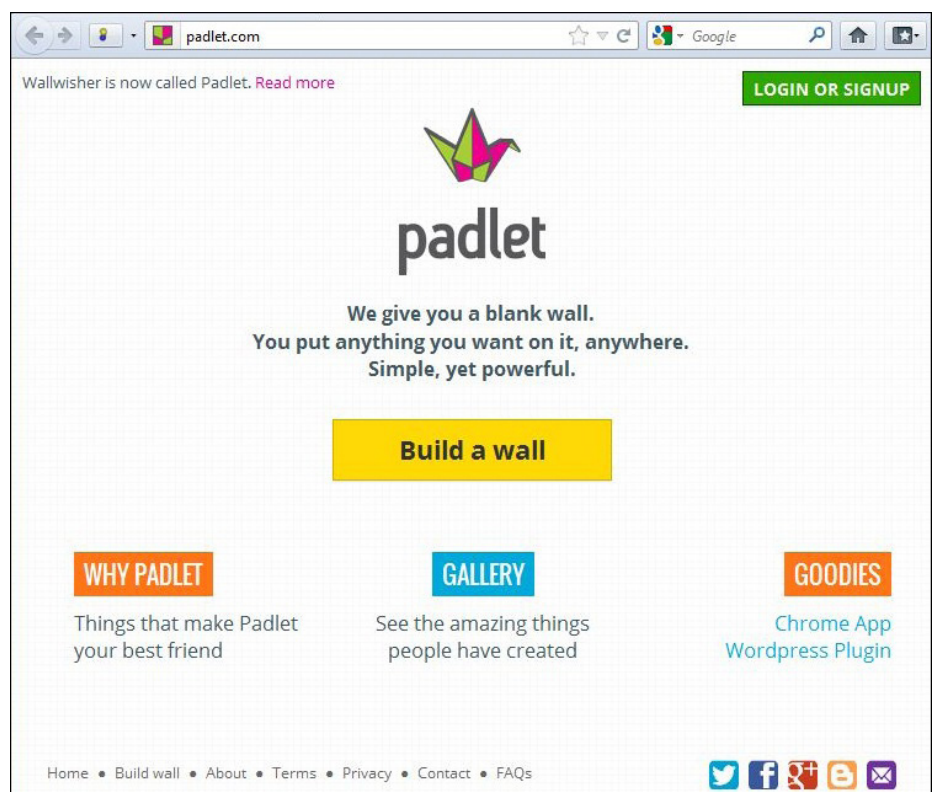 padlet.com
Google
Wallwisher is now called Padlet. Read more
LOGIN OR SIGNUP
padlet
We give you a blank wall.
You put anything you want on it, anywhere.
Simple, yet powerful.
Build a wall
WHY PADLET
Things that make Padlet
your best friend
GALLERY
See the amazing things
people have created
GOODIES
Chrome App
Wordpress Plugin
Home • Build wall • About • Terms • Privacy • Contact • FAQs